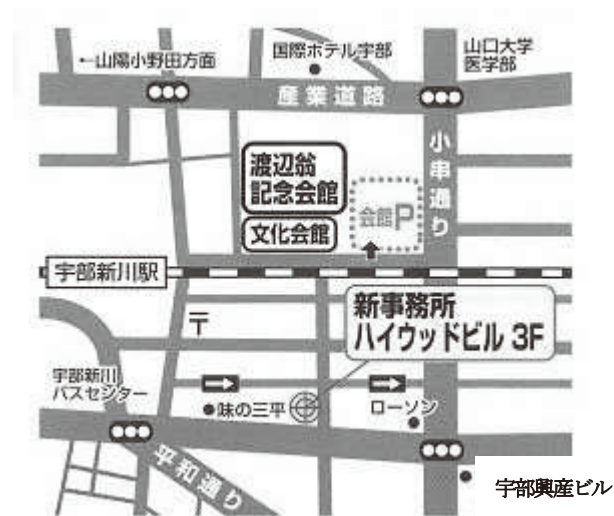 ←山陽小野田方面
国際ホテル宇部
山口大学
医学部
産業道路
小串通り
渡辺翁
記念会館
文化会館
会館P
宇部新川駅
〒
新事務所
ハイウッドビル 3F
宇部新川
バスセンター
味の三平
ローソン
平和通り
宇部興産ビル